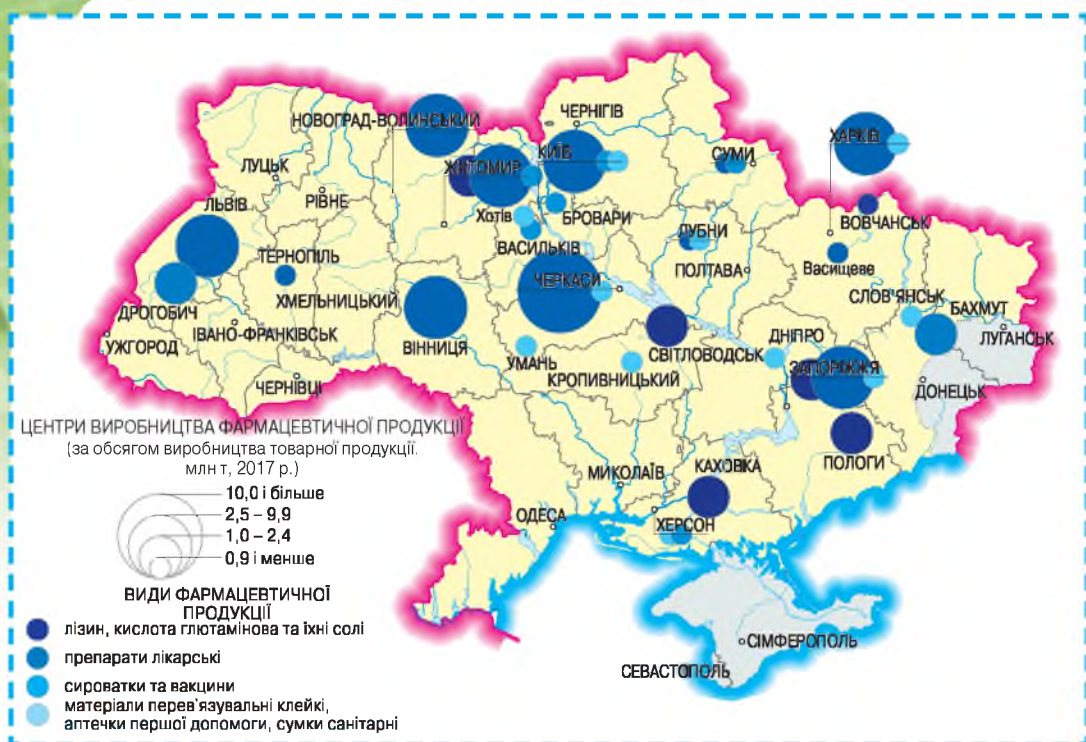 ЧЕРНІГІВ
НОВОГРАД-ВОЛИНСЬКИЙ
ХАРКІВ
КИЇВ
СУМИ
ЛУЦЬК
ЖИТОМИР
РІВНЕ
ЛЬВІВ
Хотів
БРОВАРИ
ВОВЧАНСЬК
ЛУБНИ
ВАСИЛЬКІВ
ТЕРНОПІЛЬ
ПОЛТАВА
Васищеве
ЧЕРКАСИ
СЛОВ'ЯНСЬК
ХМЕЛЬНИЦЬКИЙ
ДРОГОБИЧ
БАХМУТ
ІВАНО-ФРАНКІВСЬК
ДНІПРО
ЛУГАНСЬК
УЖГОРОД
ВІННИЦЯ
УМАНЬ
СВІТЛОВОДСЬК
ЗАПОРІЖЖЯ
КРОПИВНИЦЬКИЙ
ЧЕРНІВЦІ
ДОНЕЦЬК
ПОЛОГИ
МИКОЛАЇВ
КАХОВКА
ОДЕСА
ХЕРСОН
СІМФЕРОПОЛЬ
СЕВАСТОПОЛЬ
ЦЕНТРИ ВИРОБНИЦТВА ФАРМАЦЕВТИЧНОЇ ПРОДУКЦІЇ
(за обсягом виробництва товарної продукції.
млн т, 2017 р.)
10,0 і більше
2,5 – 9,9
1,0 – 2,4
0,9 і менше
ВИДИ ФАРМАЦЕВТИЧНОЇ
ПРОДУКЦІЇ
лізин, кислота глютамінова та їхні солі
препарати лікарські
сироватки та вакцини
матеріали перев'язувальні клейкі,
аптечки першої допомоги, сумки санітарні